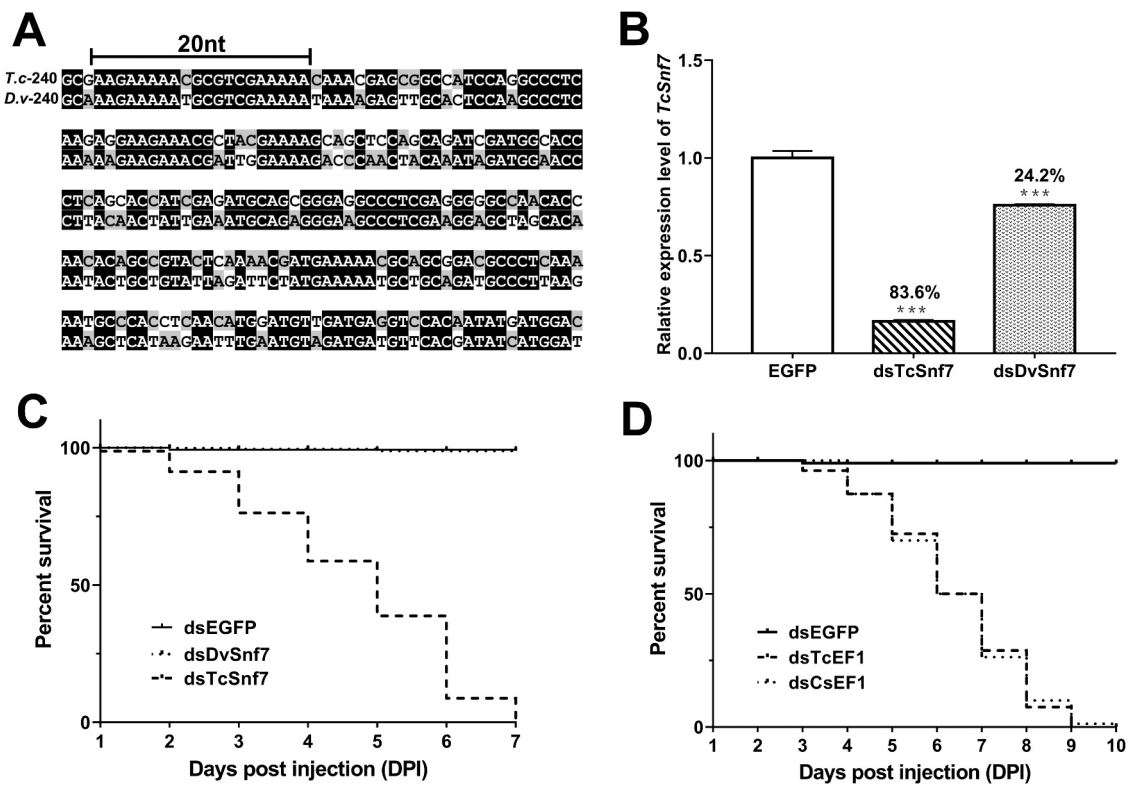 A
20nt
T.c-240 GCGAAGAAAAACGCGTCGAAAAACAAACGAGCGGCCATCCAGGCCCTC
D.v-240 GCAAAGAAAAATGCGTCGAAAAATAAAAGAGTTGCACTCCAAGCCCTC
AAGAGGAAGAAACGCTACGAAAAGCAGCTCCAGCAGATCGATGGCACC
AAAAAGAAGAAACGATTGGAAAAGACCCAACTACAAATAGATGGAACC
CTCAGCACCATCGAGATGCAGCGGGAGGCCCTCGAGGGGGCCAACACC
CTTACAACTATTGAAATGCAGAGGGAAGCCCTCGAAGGAGCTAGCACA
AACACAGCCGTACTCAAAACGATGAAAAACGCAGCGGACGCCCTCAAA
AATACTGCTGTATTAGATTCTATGAAAAATGCTGCAGATGCCCTTAAG
AATGCCCACCTCAACATGGATGTTGATGAGGTCCACAATATGATGGAC
AAAGCTCATAAGAATTTGAATGTAGATGATGTTCACGATATCATGGAT
B
Ralative expression level of TcSnf7
1.5
1.0
0.5
0.0
83.6%
***
24.2%
***
EGFP dsTcSnf7 dsDvSnf7
C
Percent survival
100
50
0
dsEGFP
dsDvSnf7
dsTcSnf7
1 2 3 4 5 6 7
Days post injection (DPI)
D
Percent survival
100
50
0
dsEGFP
dsTcEF1
dsCsEF1
1 2 3 4 5 6 7 8 9 10
Days post injection (DPI)